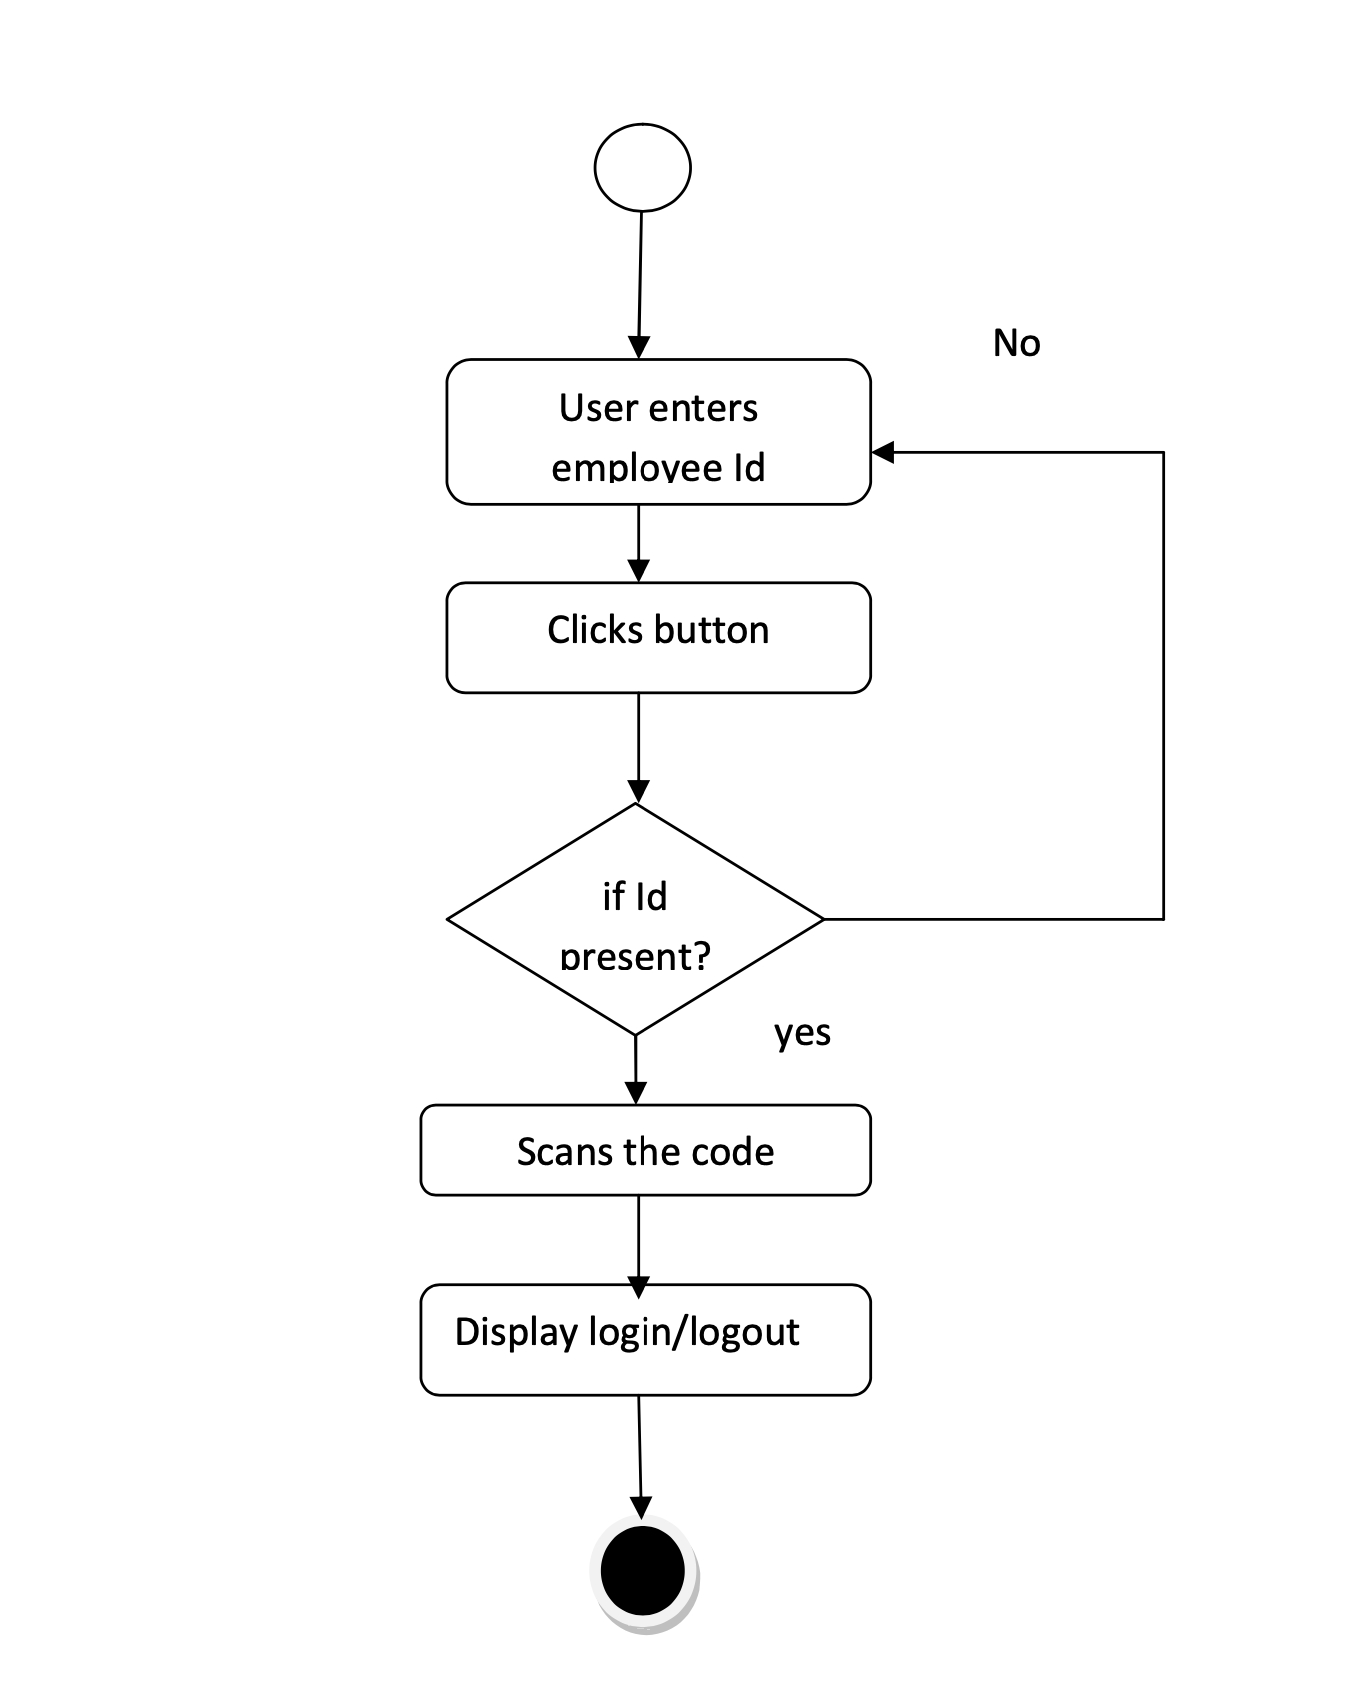 No
User enters
employee Id
Clicks button
if Id
present?
yes
Scans the code
Display login/logout